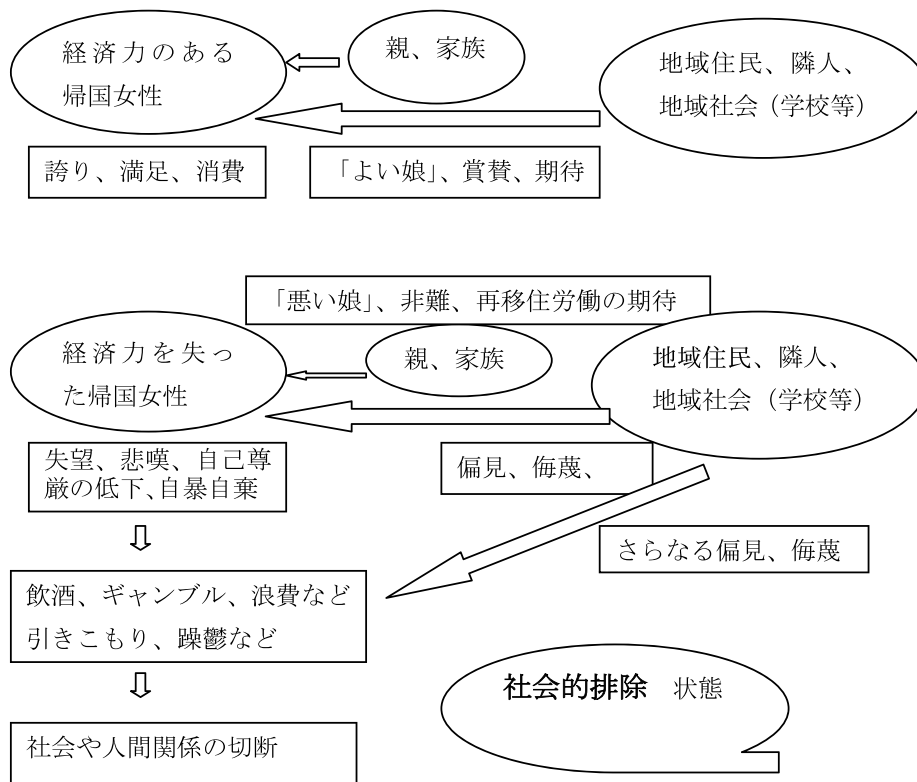 経済力のある
帰国女性
親、家族
地域住民、隣人、
地域社会（学校等）
誇り、満足、消費
「よい娘」、賞賛、期待
「悪い娘」、非難、再移住労働の期待
経済力を失っ
た帰国女性
親、家族
地域住民、隣人、
地域社会（学校等）
失望、悲嘆、自己尊
厳の低下、自暴自棄
偏見、侮蔑、
さらなる偏見、侮蔑
飲酒、ギャンブル、浪費など
引きこもり、躁鬱など
社会的排除　状態
社会や人間関係の切断